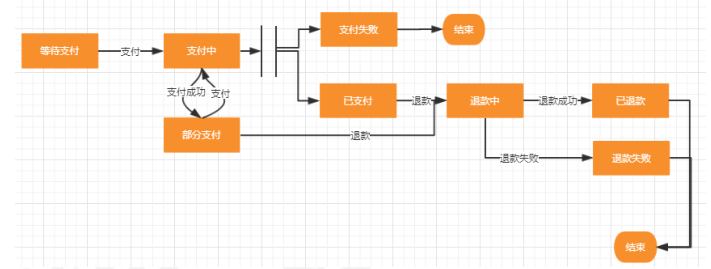 支付失败
结束
等待支付
支付
支付中
支付成功
支付
已支付
退款
退款中
退款成功
已退款
部分支付
退款
退款失败
退款失败
结束